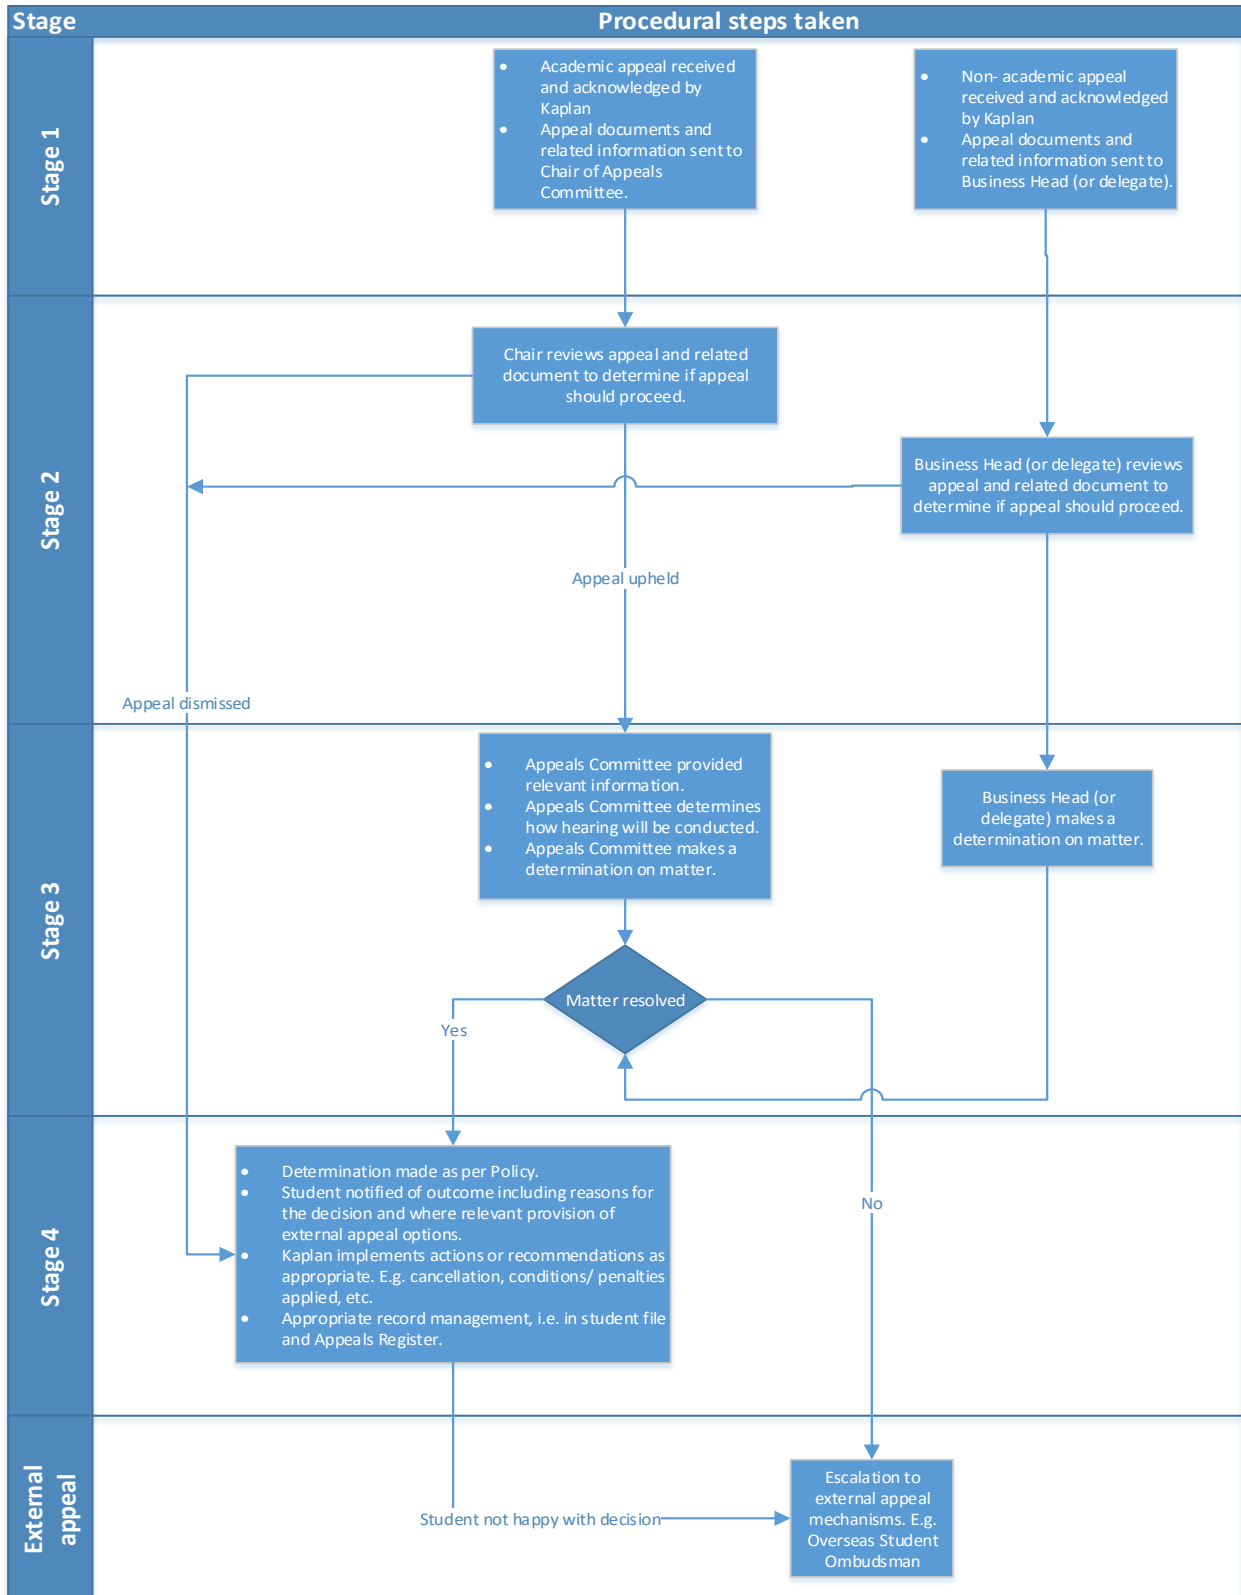 Stage
Procedural steps taken
Stage 1
• Academic appeal received
and acknowledged by
Kaplan
• Appeal documents and
related information sent to
Chair of Appeals
Committee.
• Non- academic appeal
received and acknowledged
by Kaplan
• Appeal documents and
related information sent to
Business Head (or delegate).
Stage 2
Chair reviews appeal and related
document to determine if appeal
should proceed.
Business Head (or delegate) reviews
appeal and related document to
determine if appeal should proceed.
Appeal upheld
Appeal dismissed
Stage 3
• Appeals Committee provided
relevant information.
• Appeals Committee determines
how hearing will be conducted.
• Appeals Committee makes a
determination on matter.
Business Head (or
delegate) makes a
determination on matter.
Matter resolved
Yes
No
Stage 4
• Determination made as per Policy.
• Student notified of outcome including reasons for
the decision and where relevant provision of
external appeal options.
• Kaplan implements actions or recommendations as
appropriate. E.g. cancellation, conditions/ penalties
applied, etc.
• Appropriate record management, i.e. in student file
and Appeals Register.
External
appeal
Student not happy with decision
Escalation to
external appeal
mechanisms. E.g.
Overseas Student
Ombudsman